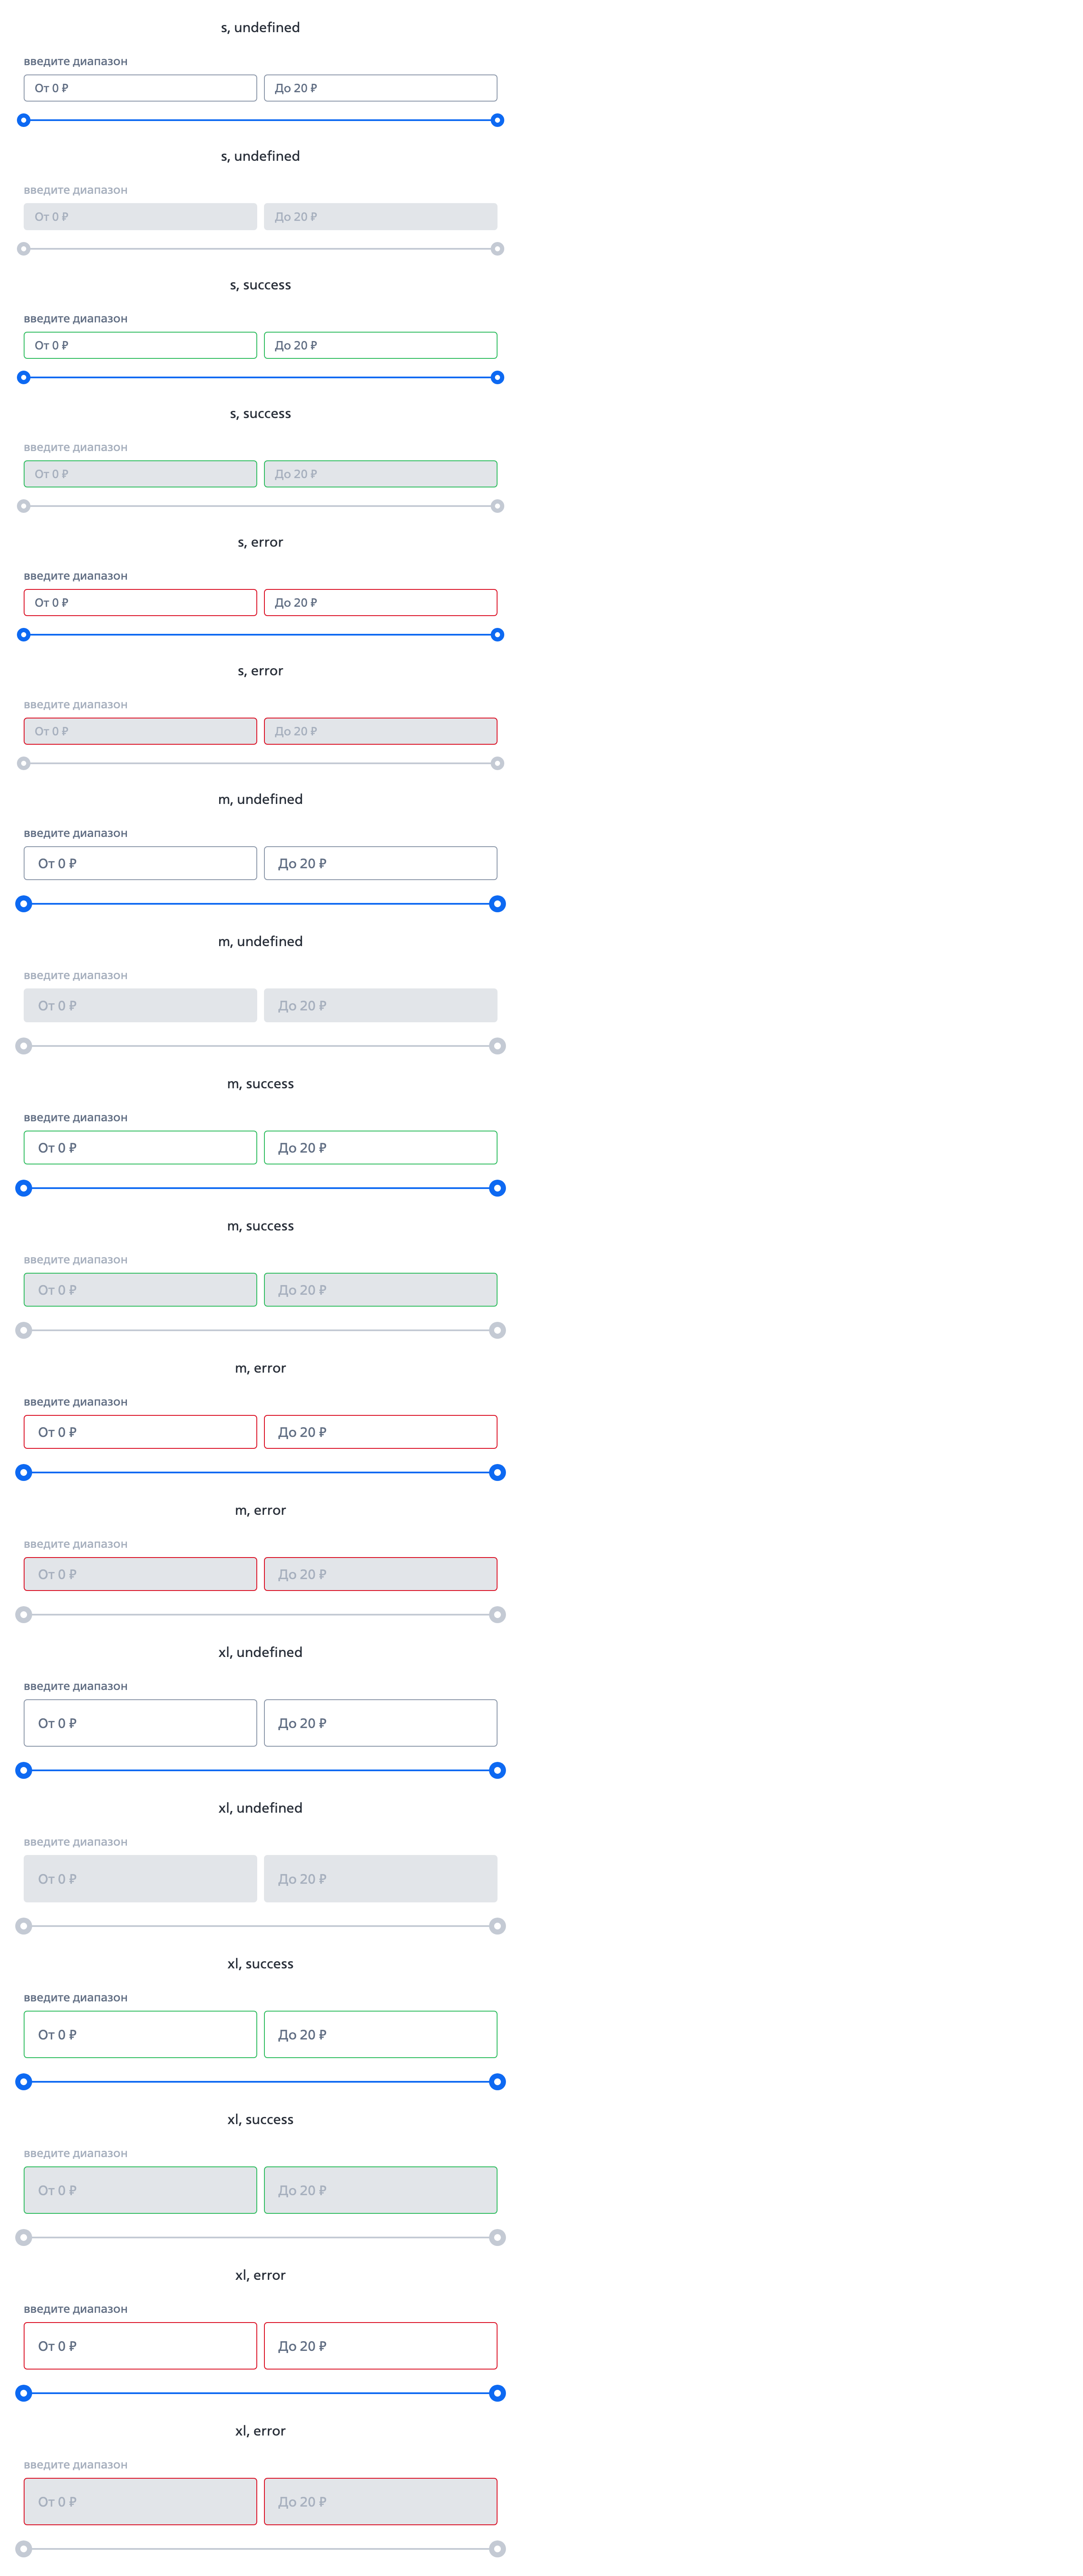 s, undefined
введите диапазон
От 0 ₽ До 20 ₽
s, undefined
введите диапазон
От 0 ₽ До 20 ₽
s, success
введите диапазон
От 0 ₽ До 20 ₽
s, success
введите диапазон
От 0 ₽ До 20 ₽
s, error
введите диапазон
От 0 ₽ До 20 ₽
s, error
введите диапазон
От 0 ₽ До 20 ₽
m, undefined
введите диапазон
От 0 ₽ До 20 ₽
m, undefined
введите диапазон
От 0 ₽ До 20 ₽
m, success
введите диапазон
От 0 ₽ До 20 ₽
m, success
введите диапазон
От 0 ₽ До 20 ₽
m, error
введите диапазон
От 0 ₽ До 20 ₽
m, error
введите диапазон
От 0 ₽ До 20 ₽
xl, undefined
введите диапазон
От 0 ₽ До 20 ₽
xl, undefined
введите диапазон
От 0 ₽ До 20 ₽
xl, success
введите диапазон
От 0 ₽ До 20 ₽
xl, success
введите диапазон
От 0 ₽ До 20 ₽
xl, error
введите диапазон
От 0 ₽ До 20 ₽
xl, error
введите диапазон
От 0 ₽ До 20 ₽